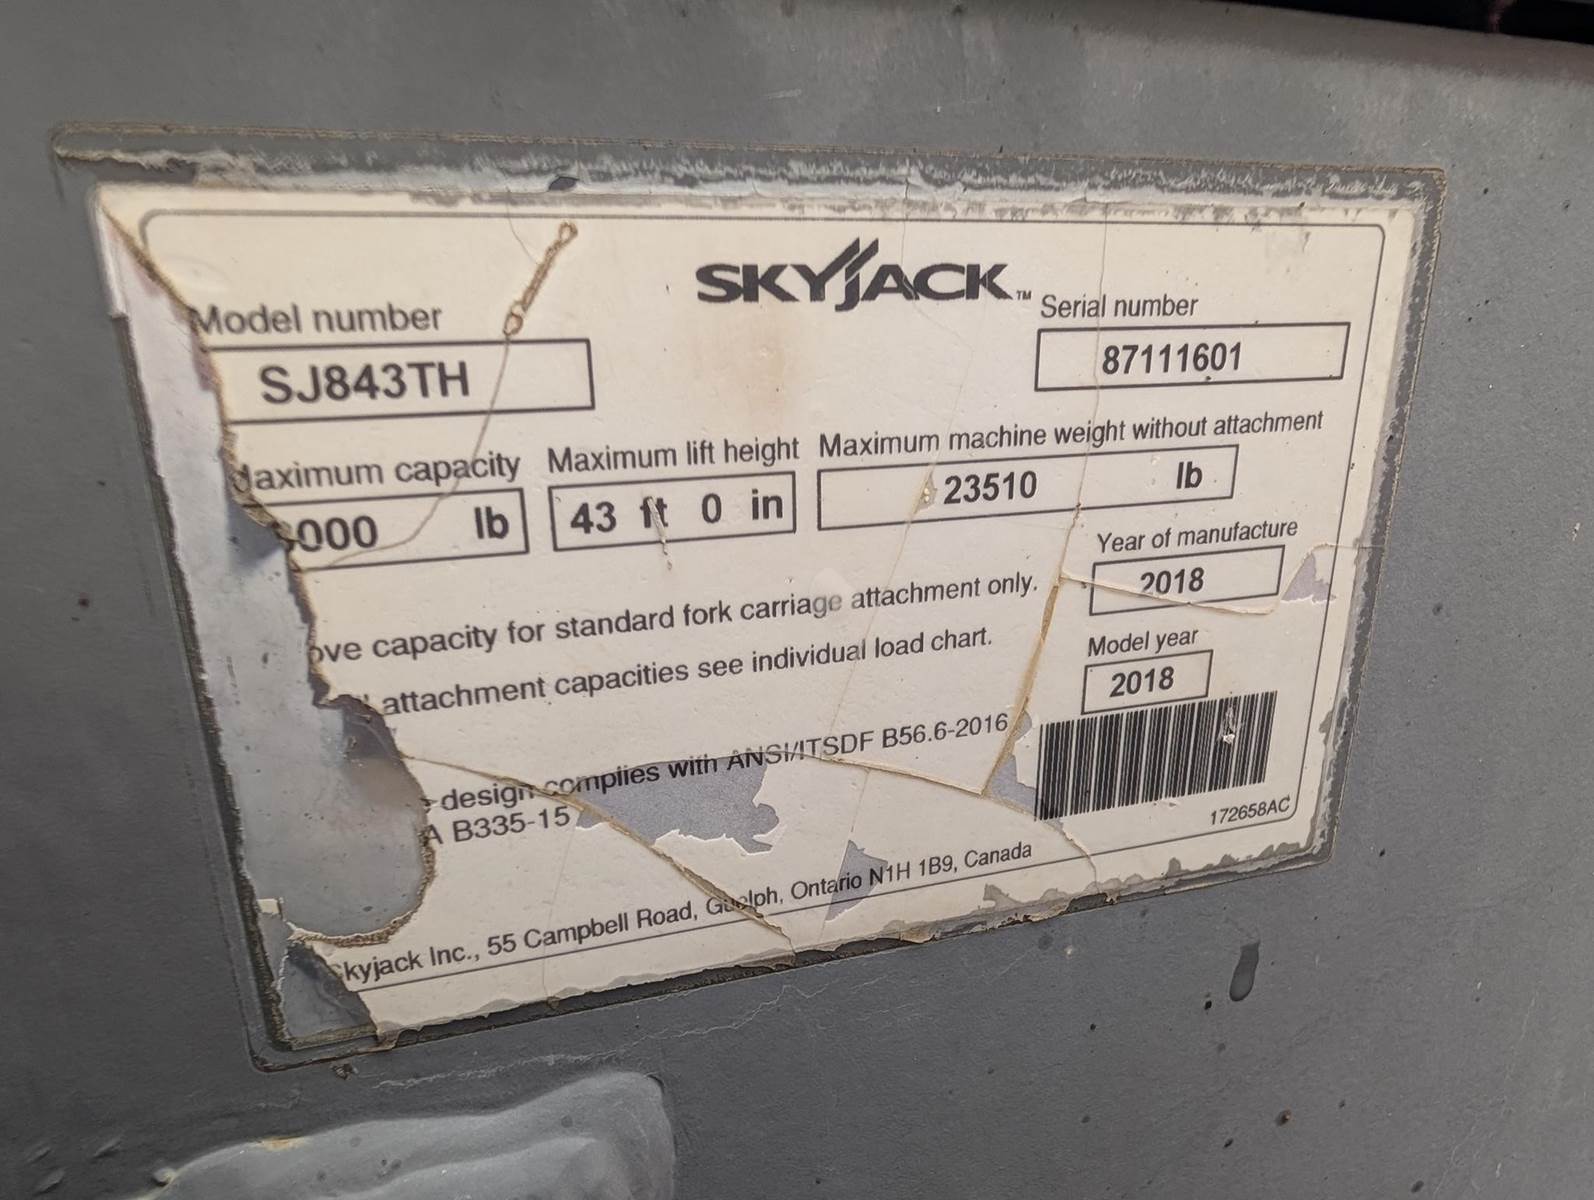 SKYJACK™
Model number
SJ843TH
Serial number
87111601
Maximum capacity
000 lb
Maximum lift height
43 ft 0 in
Maximum machine weight without attachment
23510 lb
Year of manufacture
2018
Model year
2018
ove capacity for standard fork carriage attachment only.
attachment capacities see individual load chart.
design complies with ANSI/ITSDF B56.6-2016
A B335-15
172658AC
Skyjack Inc., 55 Campbell Road, Guelph, Ontario N1H 1B9, Canada